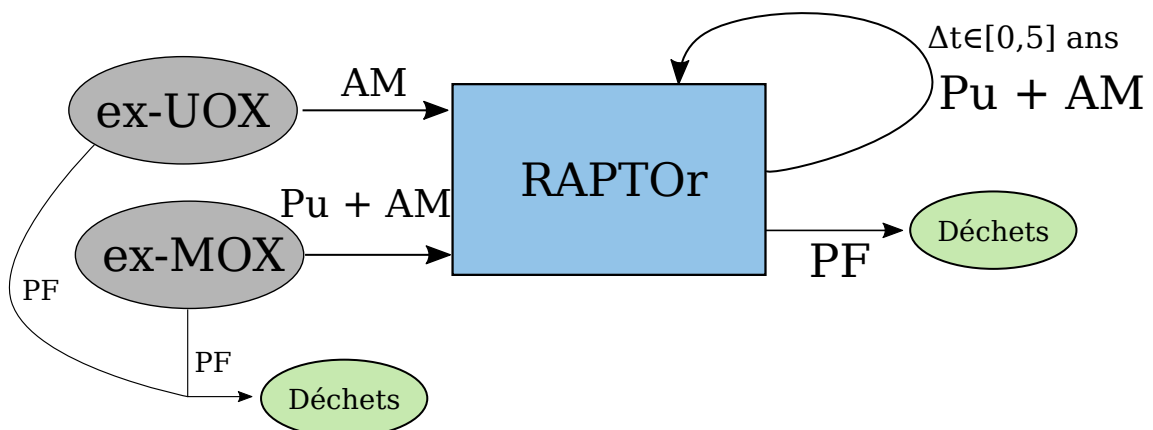 Δt∈[0,5] ans
Pu + AM
AM
ex-UOX
RAPTOr
Pu + AM
ex-MOX
Déchets
PF
PF
PF
Déchets